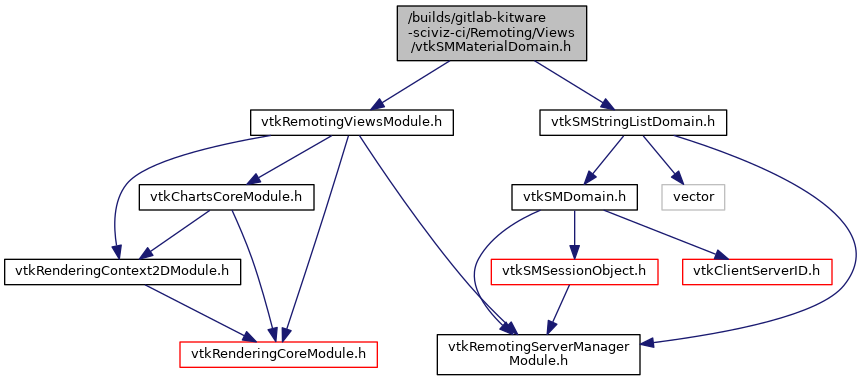 /builds/gitlab-kitware
-sciviz-ci/Remoting/Views
/vtkSMMaterialDomain.h
vtkRemotingViewsModule.h
vtkSMStringListDomain.h
vtkChartsCoreModule.h
vtkSMDomain.h
vector
vtkRenderingContext2DModule.h
vtkSMSessionObject.h
vtkClientServerID.h
vtkRenderingCoreModule.h
vtkRemotingServerManager
Module.h